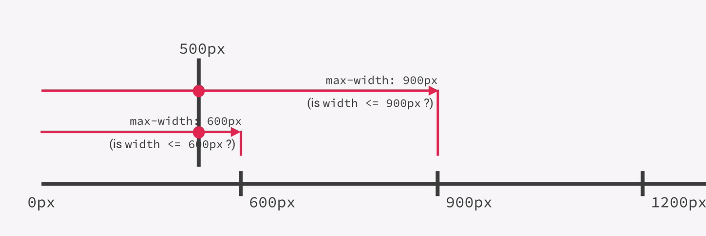 500px
max-width: 900px
(is width <= 900px ?)
max-width: 600px
(is width <= 600px ?)
0px
600px
900px
1200px